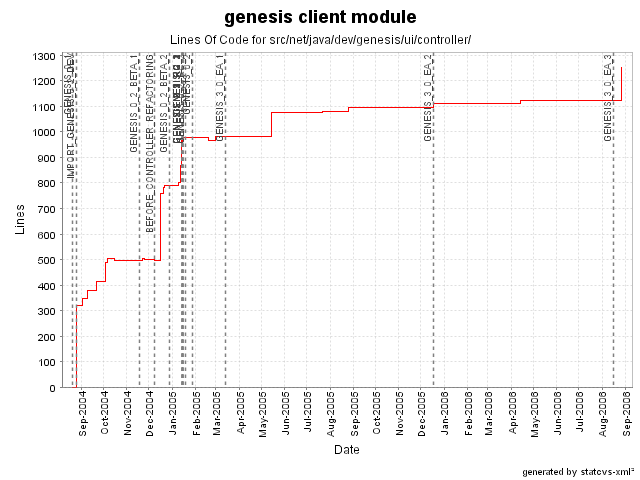 genesis client module
Lines Of Code for src/net/java/dev/genesis/ui/controller/
Lines
1300
1200
1100
1000
900
800
700
600
500
400
300
200
100
0
BEFORE_CONTROLLER_REFACTORING
GENESIS_0_2_BETA_1
GENESIS_0_2_BETA_2
GENESIS_3_0_EA_1
GENESIS_3_0_EA_2
GENESIS_3_0_EA_3
Sep-2004
Oct-2004
Nov-2004
Dec-2004
Jan-2005
Feb-2005
Mar-2005
Apr-2005
May-2005
Jun-2005
Jul-2005
Aug-2005
Sep-2005
Oct-2005
Nov-2005
Dec-2005
Jan-2006
Feb-2006
Mar-2006
Apr-2006
May-2006
Jun-2006
Jul-2006
Aug-2006
Sep-2006
Date
generated by statcvs-xml²